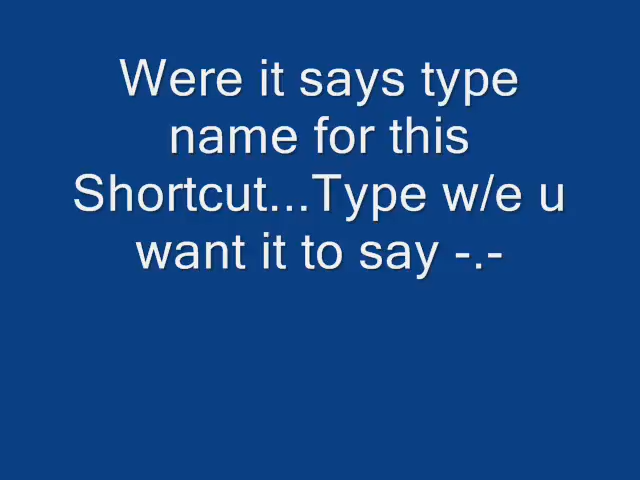 Were it says type
name for this
Shortcut...Type w/e u
want it to say -.-